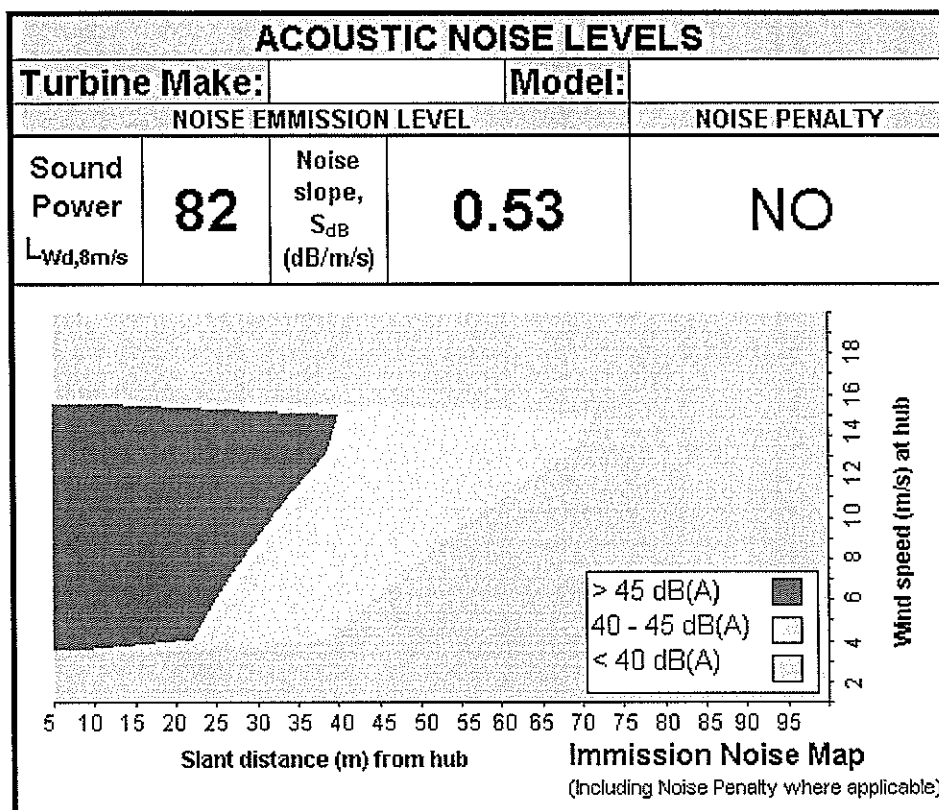 ACOUSTIC NOISE LEVELS
Turbine Make: Model:
NOISE EMMISSION LEVEL NOISE PENALTY
Sound Power LWd,8m/s 82 Noise slope, SdB (dB/m/s) 0.53 NO
18
16
14
12
10
8
6
4
2
Wind speed (m/s) at hub
> 45 dB(A)
40 - 45 dB(A)
< 40 dB(A)
5 10 15 20 25 30 35 40 45 50 55 60 65 70 75 80 85 90 95
Slant distance (m) from hub
Immission Noise Map
(Including Noise Penalty where applicable)